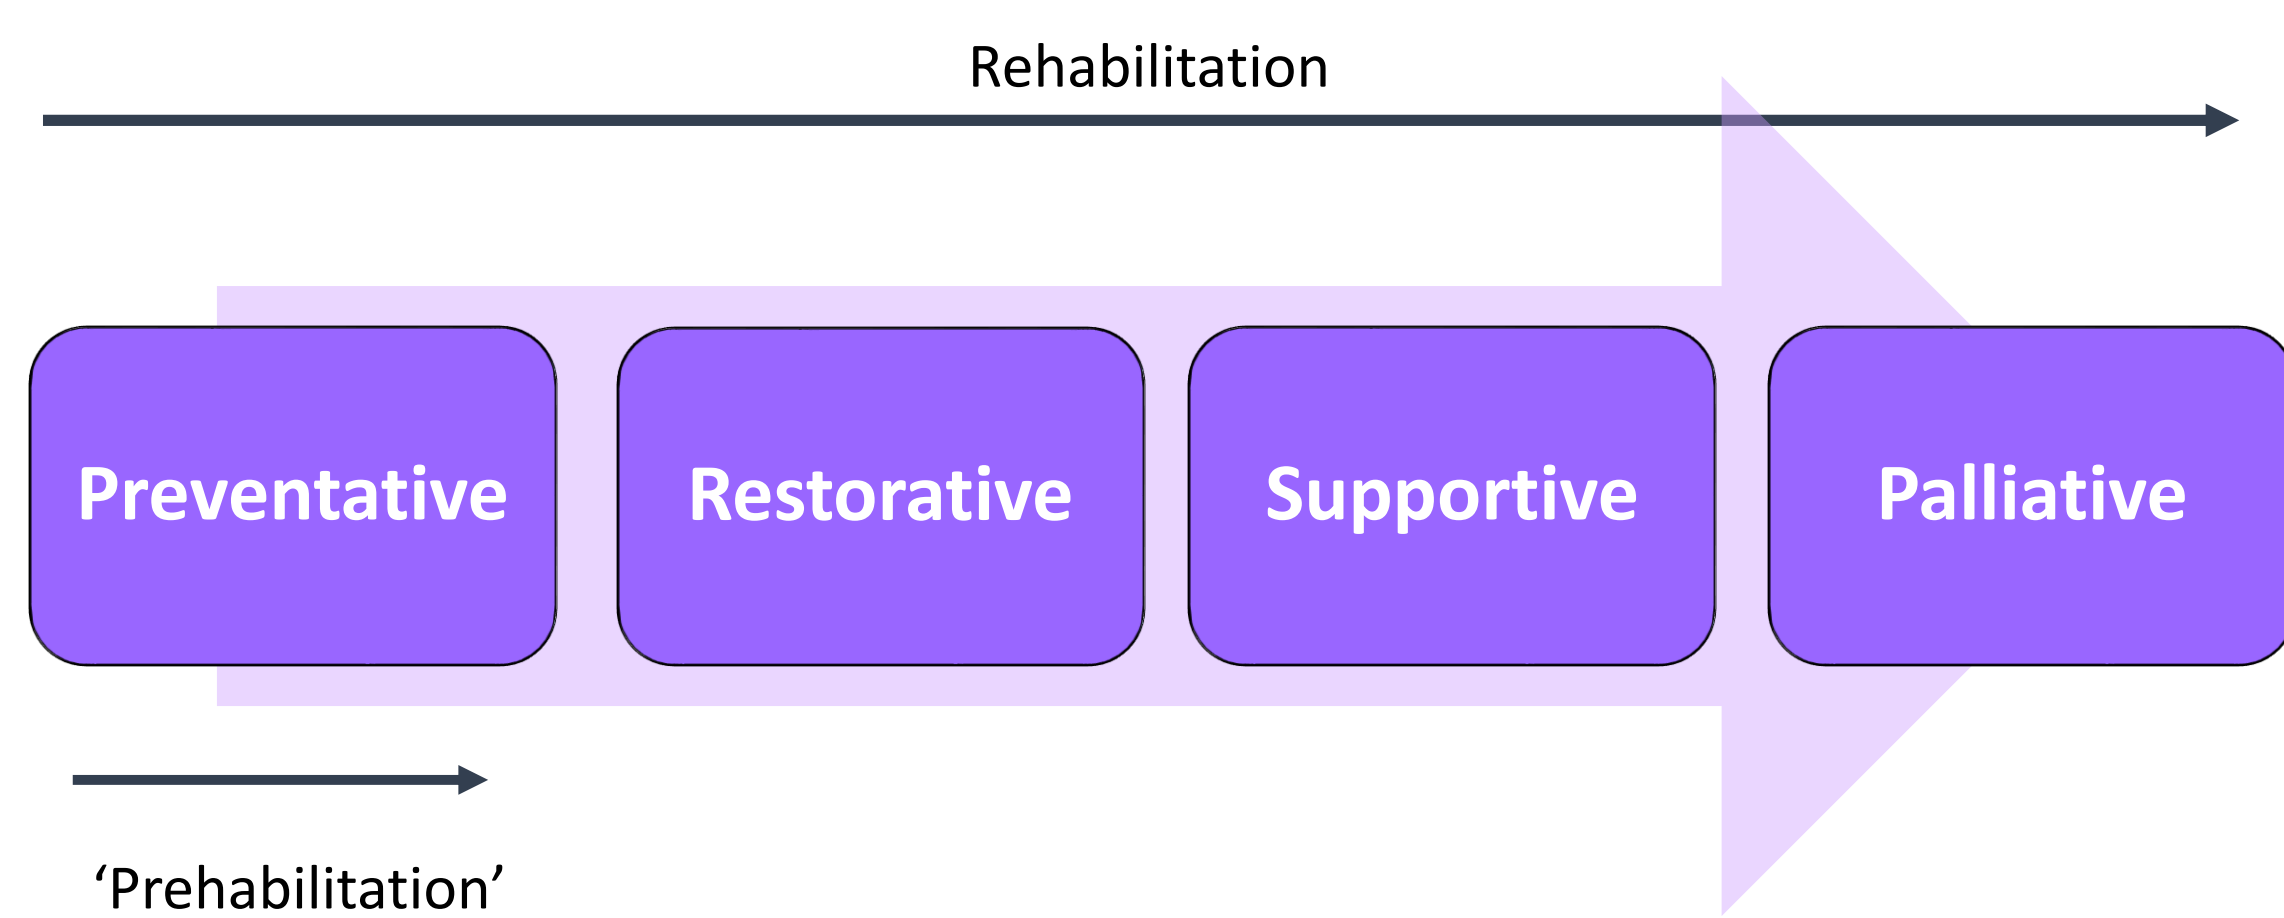 Rehabilitation
Preventative
Restorative
Supportive
Palliative
‘Prehabilitation’